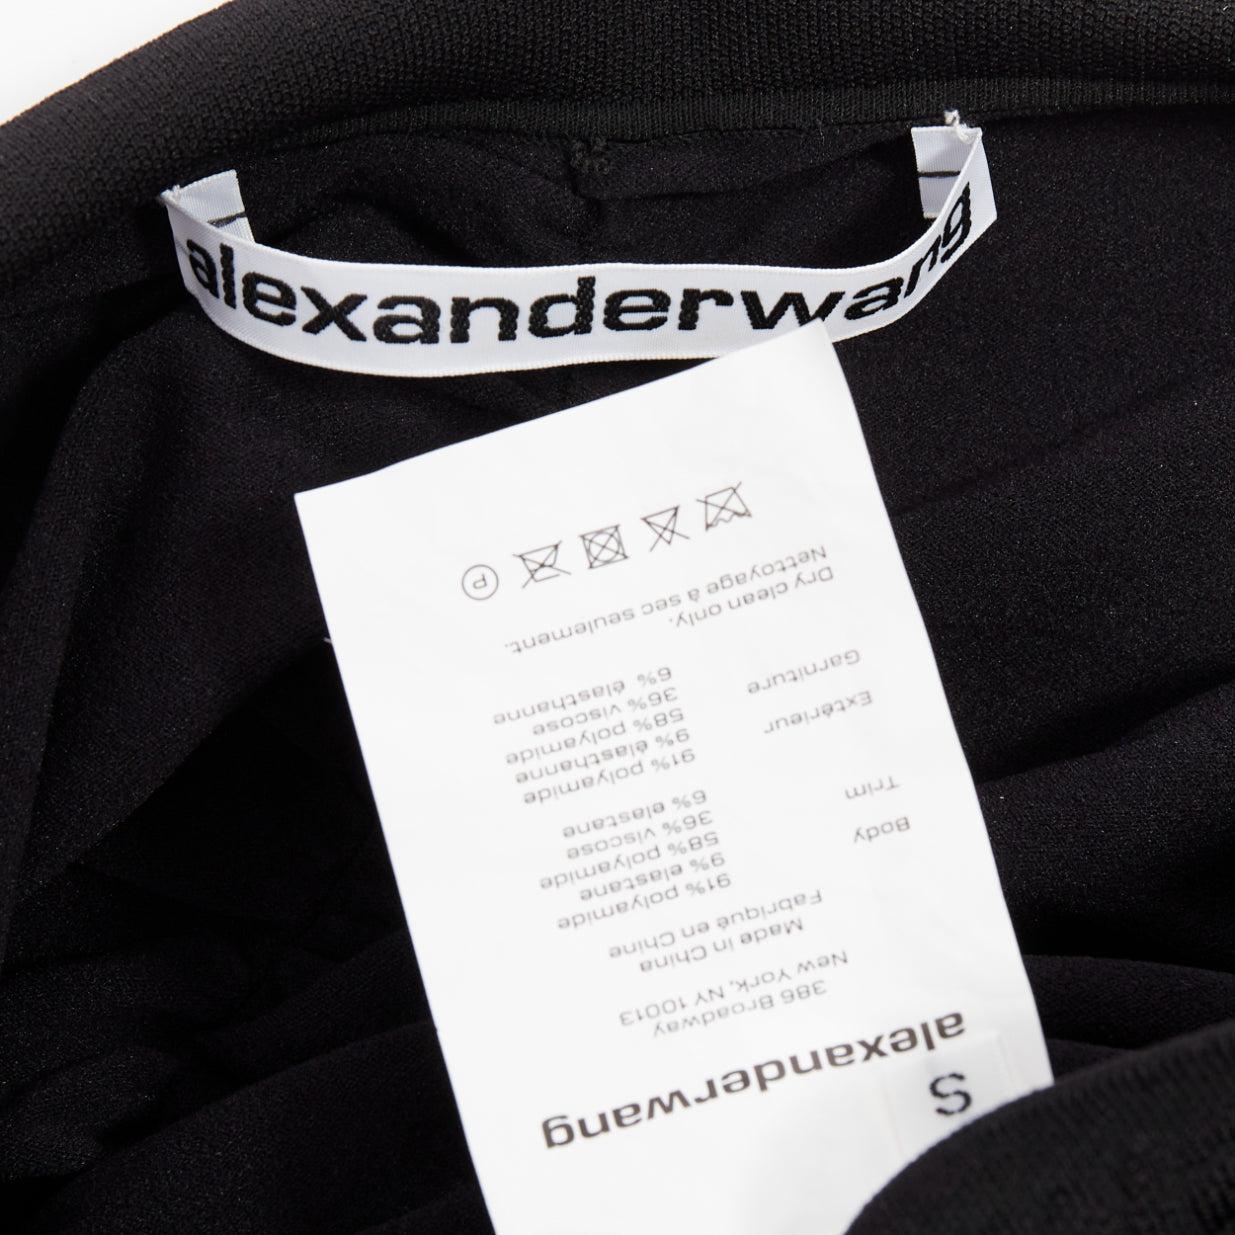 alexanderwang
S
alexanderwang
386 Broadway
New York, NY 10013
Made in China
Fabriqué en Chine
Body 91% polyamide
9% elastane
Trim 58% polyamide
36% viscose
6% elastane
Extérieur 91% polyamide
9% élasthanne
Garniture 58% polyamide
36% viscose
6% élasthanne
Dry clean only.
Nettoyage à sec seulement.
P